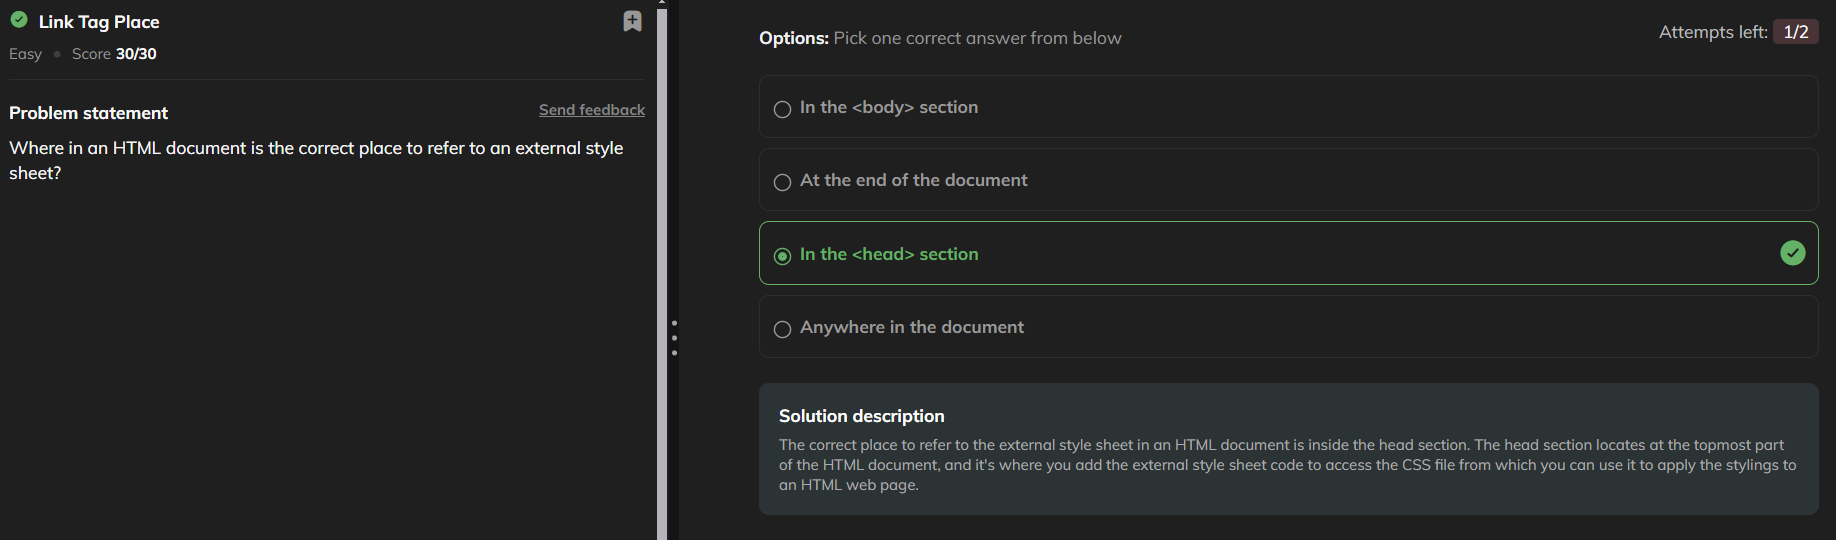 Link Tag Place
Easy • Score 30/30
Problem statement
Send feedback
Where in an HTML document is the correct place to refer to an external style
sheet?
Options: Pick one correct answer from below
Attempts left: 1/2
In the <body> section
At the end of the document
In the <head> section
Anywhere in the document
Solution description
The correct place to refer to the external style sheet in an HTML document is inside the head section. The head section locates at the topmost part
of the HTML document, and it's where you add the external style sheet code to access the CSS file from which you can use it to apply the stylings to
an HTML web page.